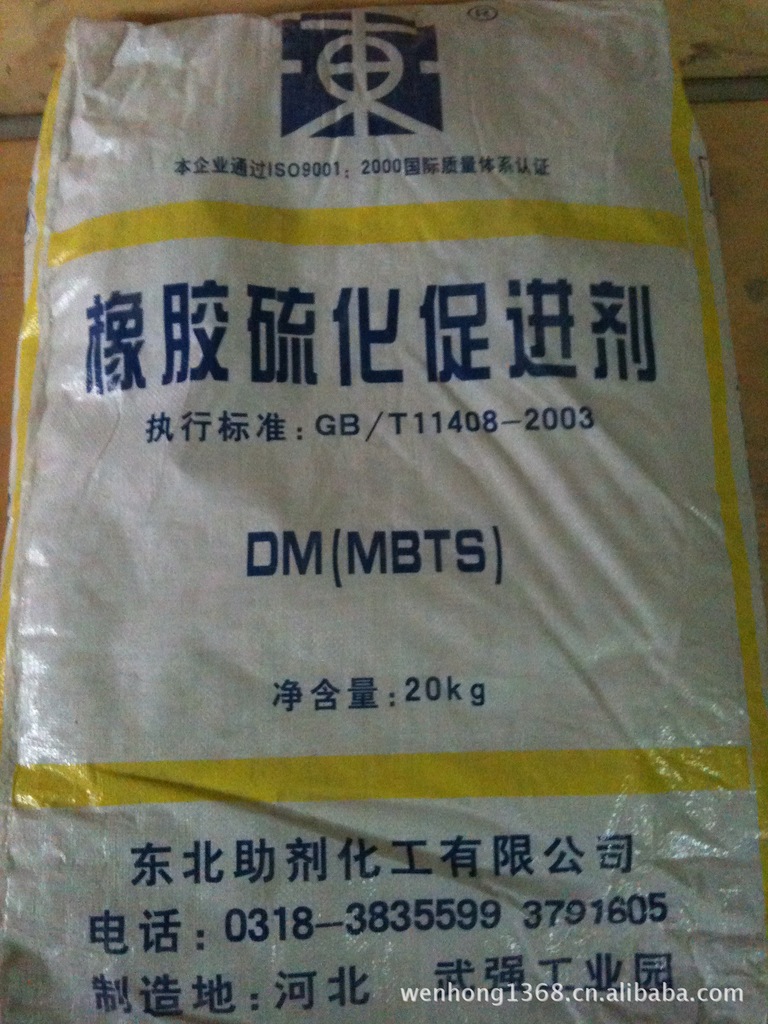 東
®
本企业通过ISO9001:2000国际质量体系认证
橡胶硫化促进剂
执行标准:GB/T11408-2003
DM(MBTS)
净含量:20kg
东北助剂化工有限公司
电话:0318-3835599 3791605
制造地:河北 武强工业园
wenhong1368.cn.alibaba.com